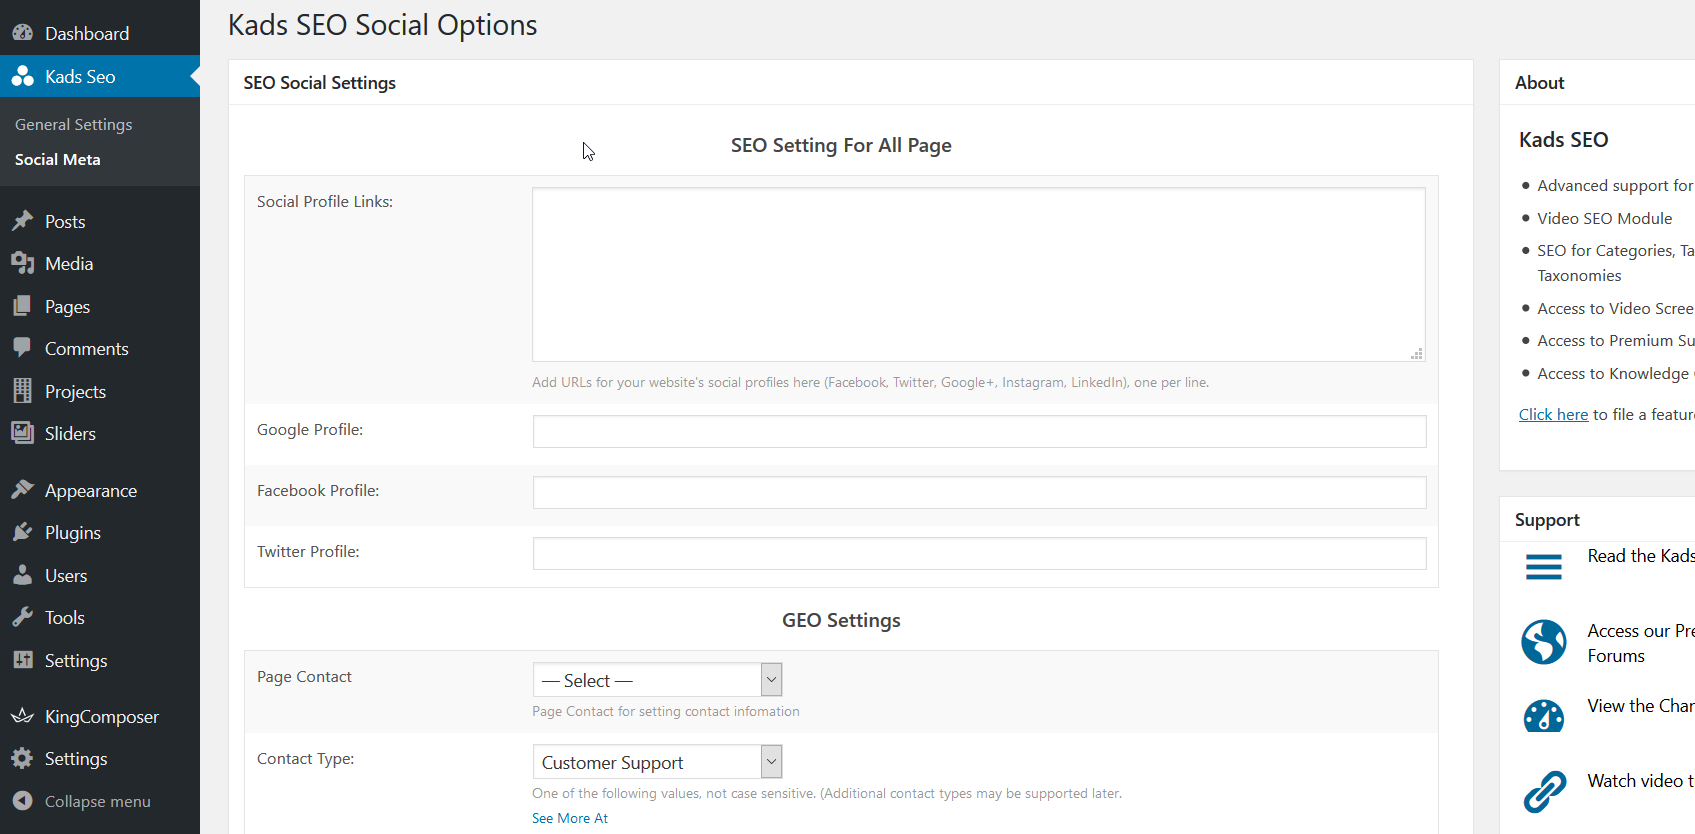 Dashboard
Kads Seo
General Settings
Social Meta
Posts
Media
Pages
Comments
Projects
Sliders
Appearance
Plugins
Users
Tools
Settings
KingComposer
Settings
Collapse menu
Kads SEO Social Options
SEO Social Settings
SEO Setting For All Page
Social Profile Links:
Add URLs for your website's social profiles here (Facebook, Twitter, Google+, Instagram, LinkedIn), one per line.
Google Profile:
Facebook Profile:
Twitter Profile:
GEO Settings
Page Contact
— Select —
Page Contact for setting contact infomation
Contact Type:
Customer Support
One of the following values, not case sensitive. (Additional contact types may be supported later.
See More At
About
Kads SEO
Advanced support for
Video SEO Module
SEO for Categories, Ta
Taxonomies
Access to Video Scree
Access to Premium Su
Access to Knowledge
Click here to file a featur
Support
Read the Kads
Access our Pre
Forums
View the Char
Watch video t